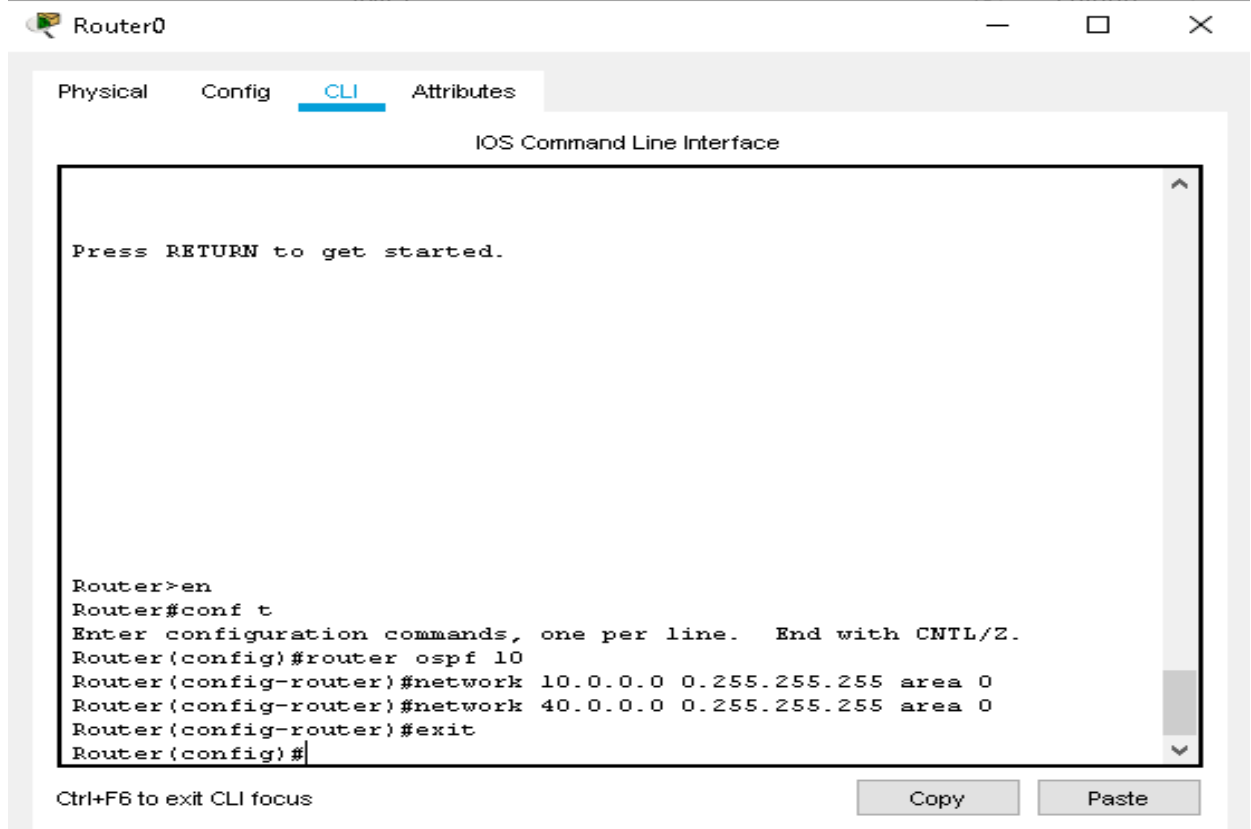 Router0
Physical Config CLI Attributes
IOS Command Line Interface
Press RETURN to get started.
Router>en
Router#conf t
Enter configuration commands, one per line.  End with CNTL/Z.
Router(config)#router ospf 10
Router(config-router)#network 10.0.0.0 0.255.255.255 area 0
Router(config-router)#network 40.0.0.0 0.255.255.255 area 0
Router(config-router)#exit
Router(config)#
Ctrl+F6 to exit CLI focus
Copy Paste